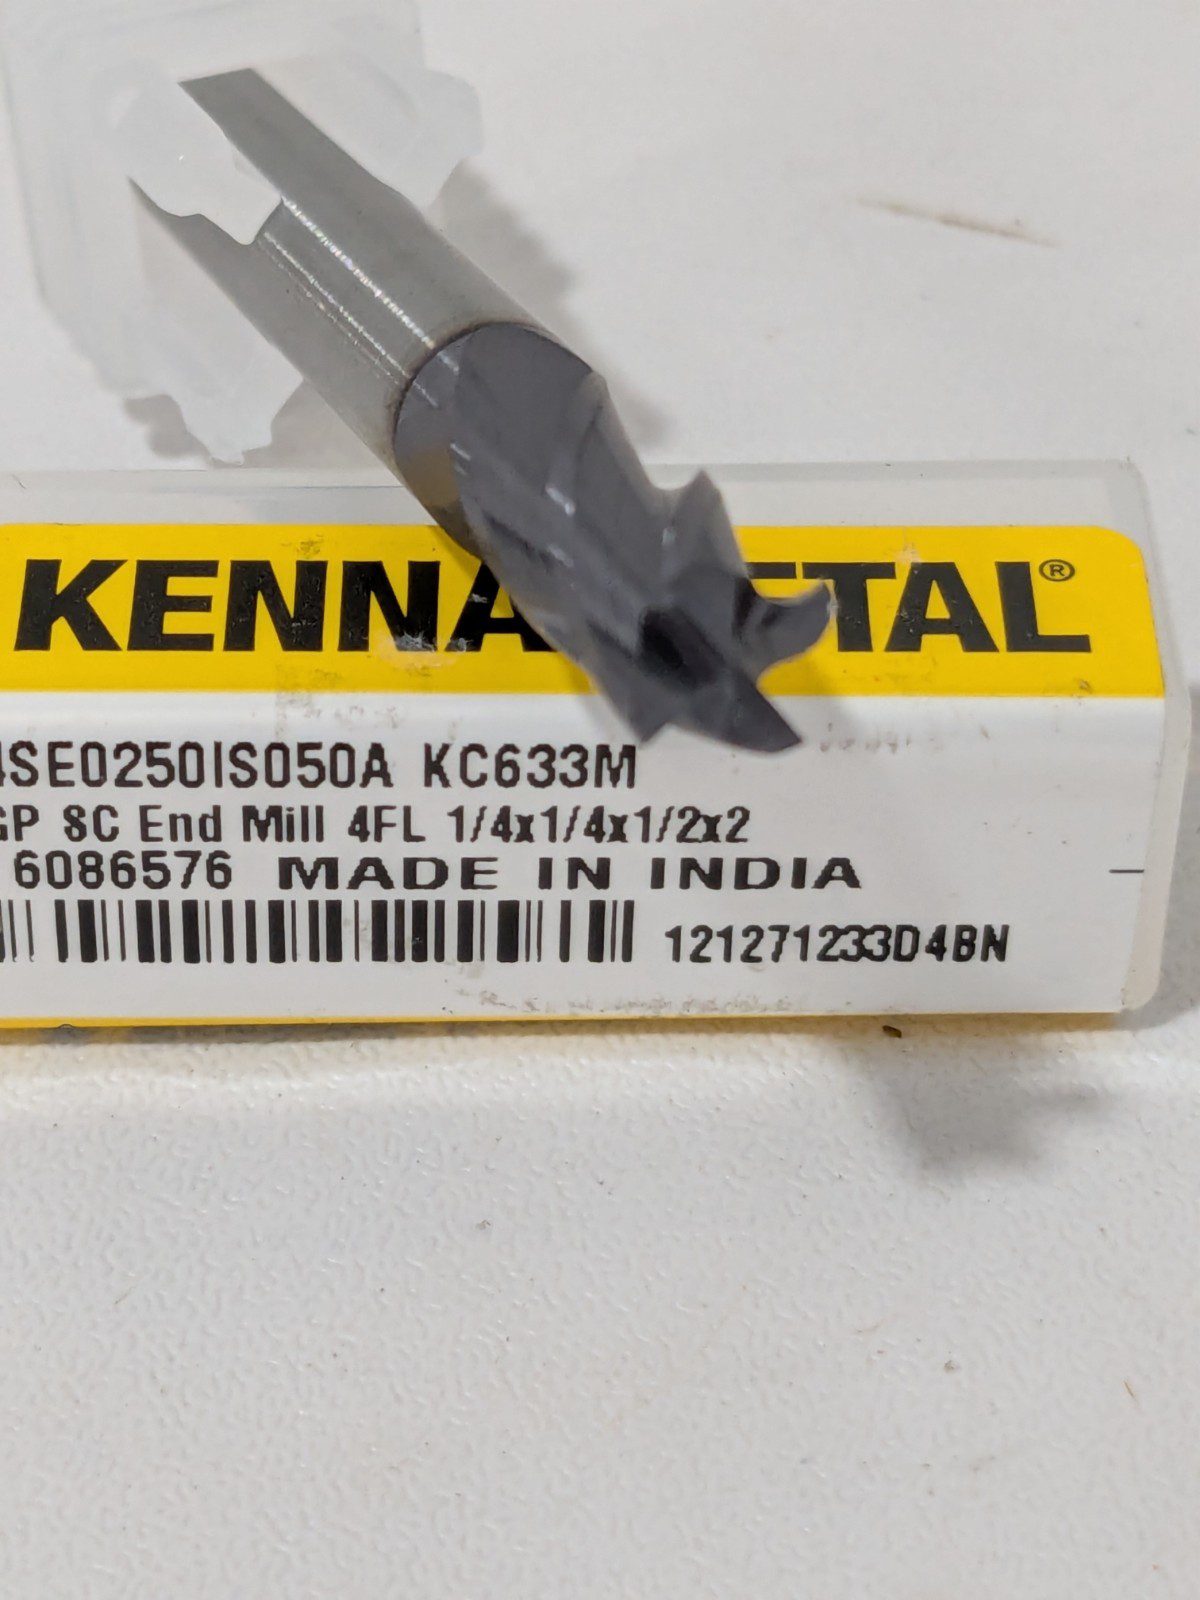 KENNA ETAL®
4SE0250IS050A KC633M
GP SC End Mill 4FL 1/4x1/4x1/2x2
6086576 MADE IN INDIA
121271233D4BN